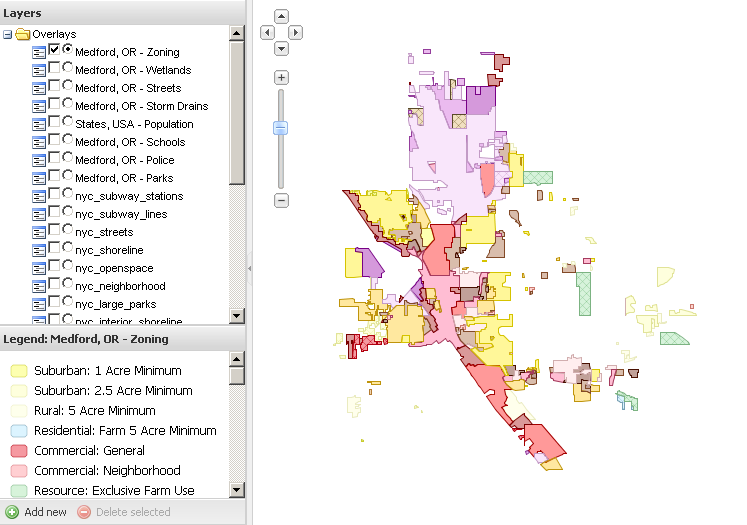 Layers
Overlays
Medford, OR - Zoning
Medford, OR - Wetlands
Medford, OR - Streets
Medford, OR - Storm Drains
States, USA - Population
Medford, OR - Schools
Medford, OR - Police
Medford, OR - Parks
nyc_subway_stations
nyc_subway_lines
nyc_streets
nyc_shoreline
nyc_openspace
nyc_neighborhood
nyc_large_parks
nyc_interior_shoreline
Legend: Medford, OR - Zoning
Suburban: 1 Acre Minimum
Suburban: 2.5 Acre Minimum
Rural: 5 Acre Minimum
Residential: Farm 5 Acre Minimum
Commercial: General
Commercial: Neighborhood
Resource: Exclusive Farm Use
Add new Delete selected